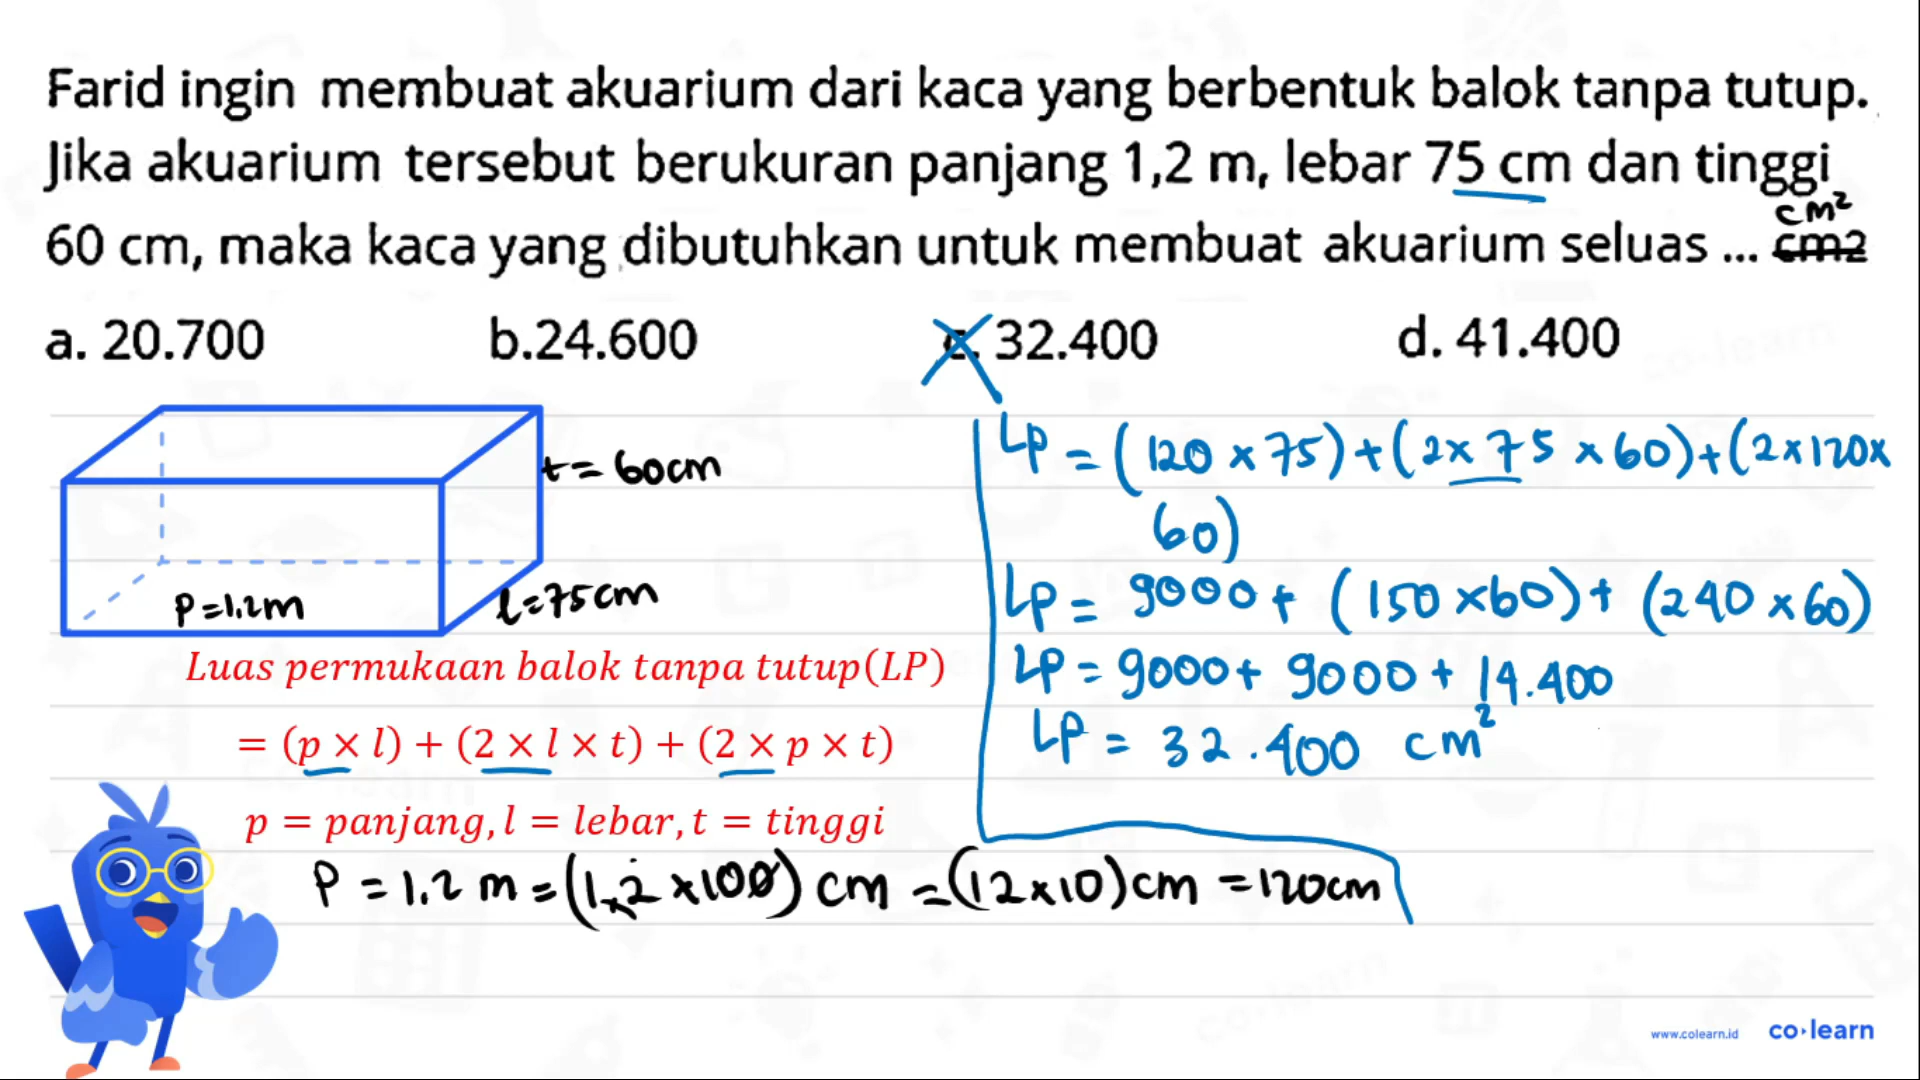 Farid ingin membuat akuarium dari kaca yang berbentuk balok tanpa tutup.
Jika akuarium tersebut berukuran panjang 1,2 m, lebar 75 cm dan tinggi
cm²
60 cm, maka kaca yang dibutuhkan untuk membuat akuarium seluas ... cm2
a. 20.700 b.24.600 c. 32.400 d. 41.400
t = 60cm
P=1.2m
l=75cm
Luas permukaan balok tanpa tutup(LP)
= (p × l) + (2 × l × t) + (2 × p × t)
p = panjang, l = lebar, t = tinggi
Lp = (120 × 75) + (2 × 75 × 60) + (2 × 120 ×
60)
Lp = 9000 + (150 × 60) + (240 × 60)
Lp = 9000 + 9000 + 14.400
Lp = 32.400 cm²
P = 1.2 m = (1.2 × 100) cm = (12 × 10) cm = 120 cm
www.colearn.id co learn